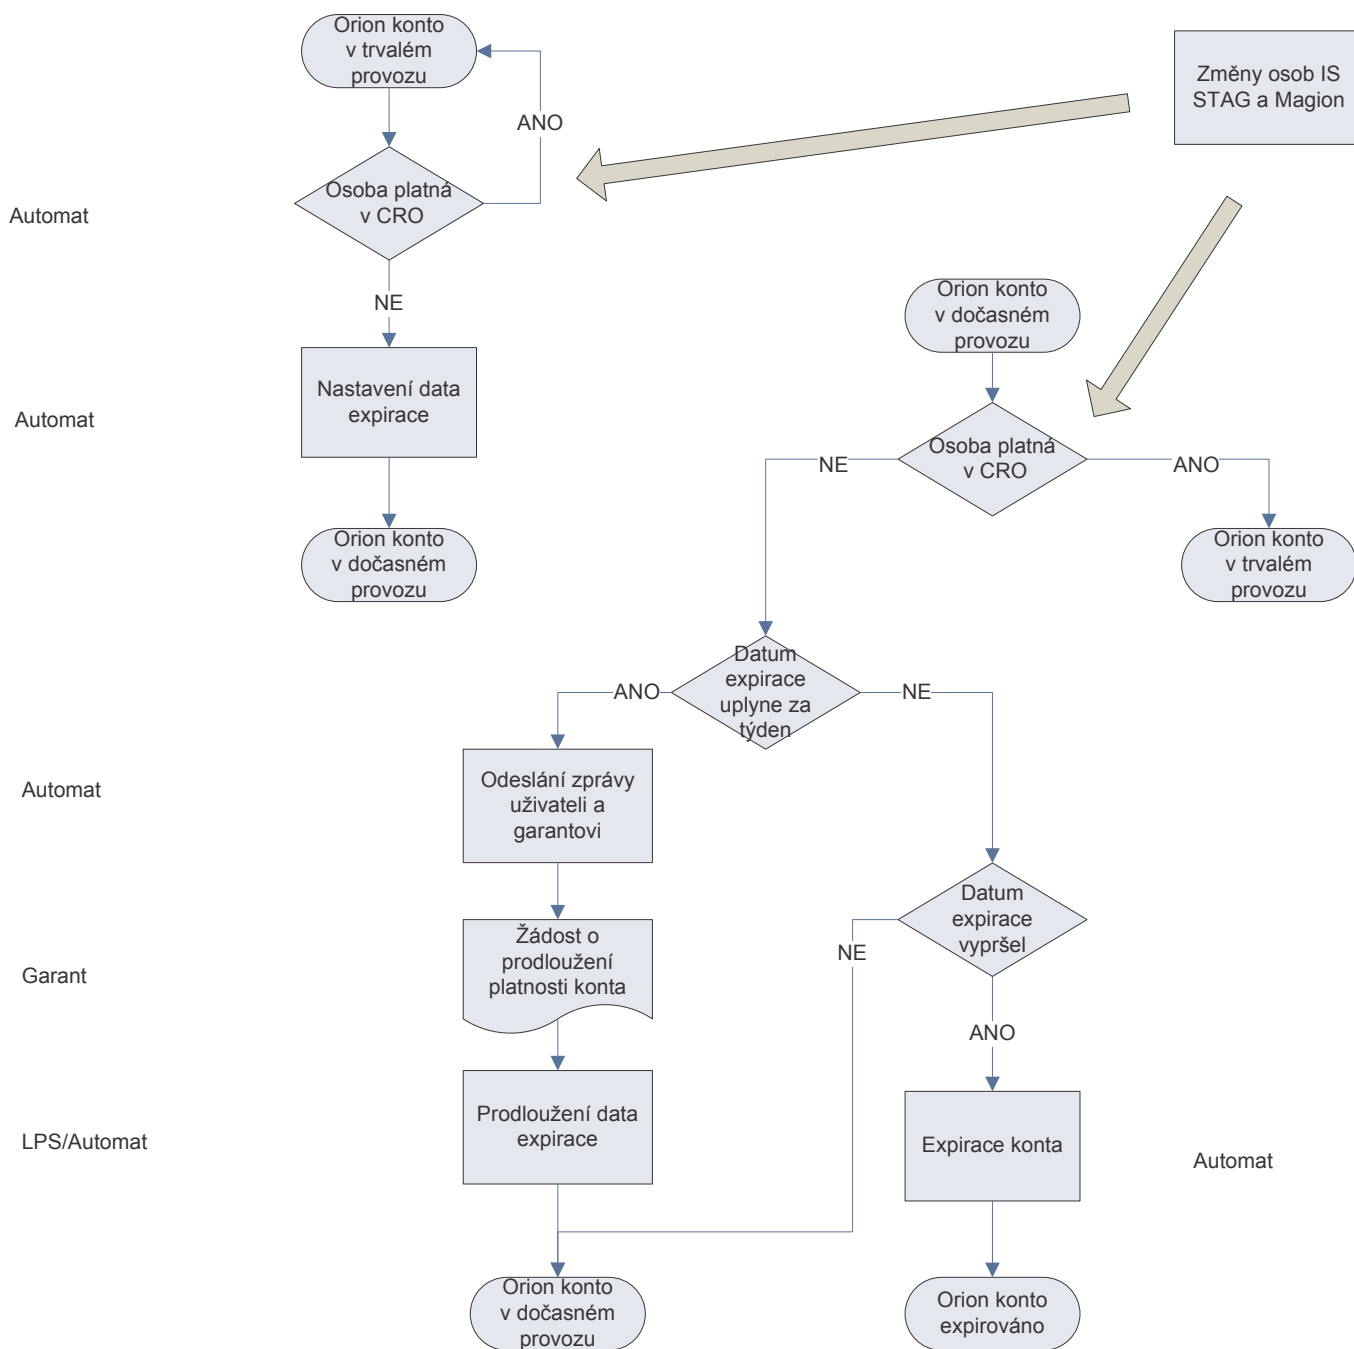 Orion konto
v trvalém
provozu
Změny osob IS
STAG a Magion
ANO
Osoba platná
v CRO
Automat
NE
Orion konto
v dočasném
provozu
Nastavení data
expirace
Automat
Osoba platná
v CRO
NE
ANO
Orion konto
v dočasném
provozu
Orion konto
v trvalém
provozu
Datum
expirace
uplyne za
týden
ANO
NE
Automat
Odeslání zprávy
uživateli a
garantovi
Datum
expirace
vypršel
Garant
Žádost o
prodloužení
platnosti konta
NE
ANO
LPS/Automat
Prodloužení data
expirace
Expirace konta
Automat
Orion konto
v dočasném
provozu
Orion konto
expirováno